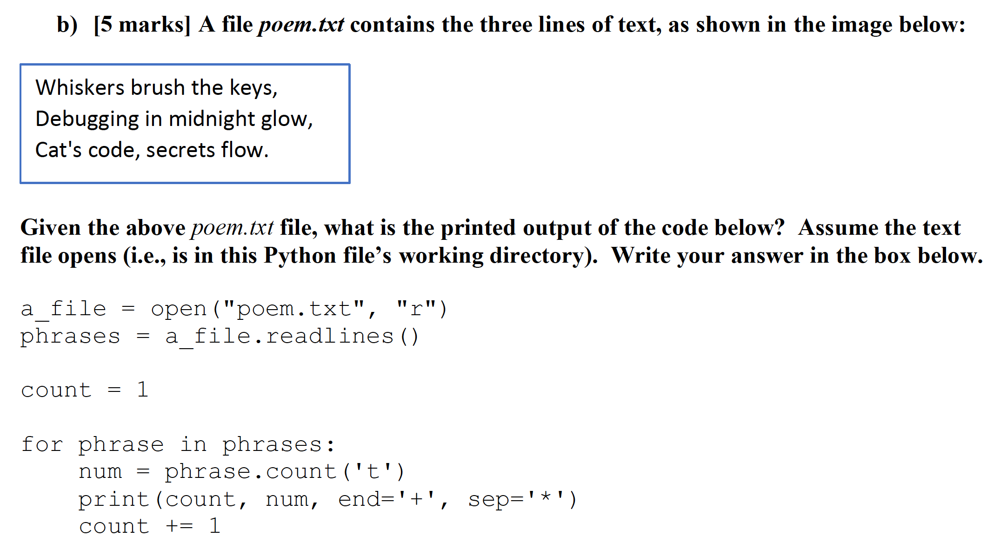 b) [5 marks] A file poem.txt contains the three lines of text, as shown in the image below:
Whiskers brush the keys,
Debugging in midnight glow,
Cat's code, secrets flow.
Given the above poem.txt file, what is the printed output of the code below? Assume the text
file opens (i.e., is in this Python file’s working directory). Write your answer in the box below.
a_file = open("poem.txt", "r")
phrases = a_file.readlines()
count = 1
for phrase in phrases:
    num = phrase.count('t')
    print(count, num, end='+', sep='*')
    count += 1